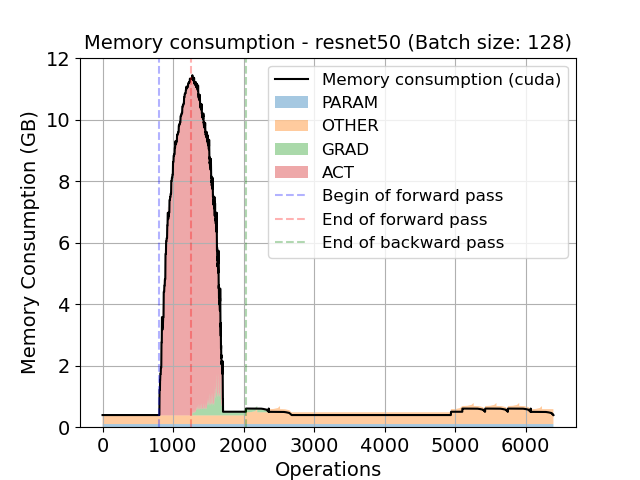 Memory consumption - resnet50 (Batch size: 128)
Memory Consumption (GB)
12
10
8
6
4
2
0
Memory consumption (cuda)
PARAM
OTHER
GRAD
ACT
Begin of forward pass
End of forward pass
End of backward pass
0 1000 2000 3000 4000 5000 6000
Operations